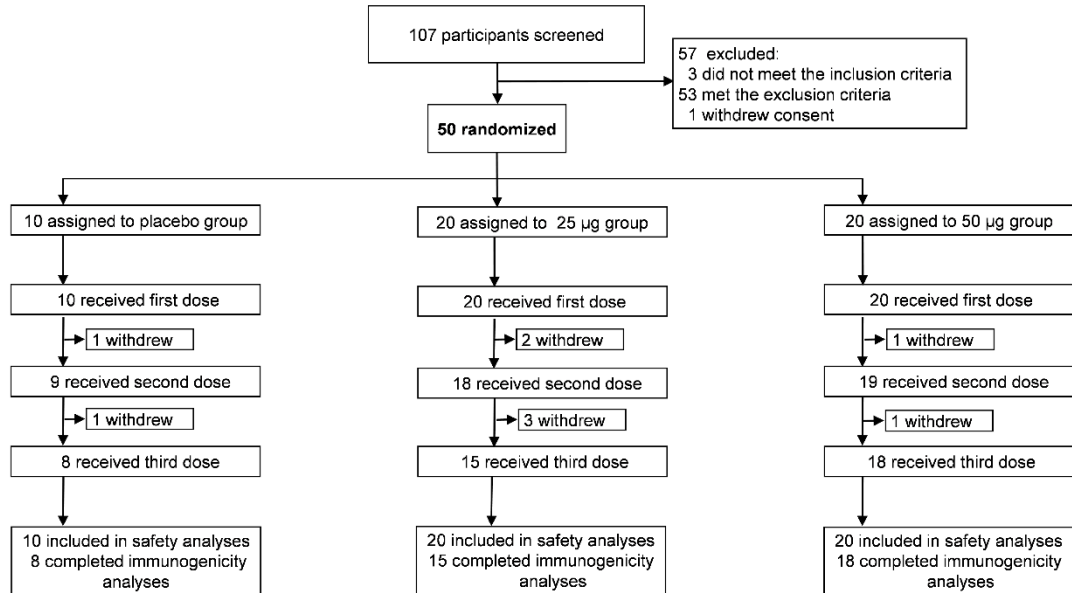 107 participants screened
57 excluded:
3 did not meet the inclusion criteria
53 met the exclusion criteria
1 withdrew consent
50 randomized
10 assigned to placebo group
20 assigned to 25 µg group
20 assigned to 50 µg group
10 received first dose
20 received first dose
20 received first dose
1 withdrew
2 withdrew
1 withdrew
9 received second dose
18 received second dose
19 received second dose
1 withdrew
3 withdrew
1 withdrew
8 received third dose
15 received third dose
18 received third dose
10 included in safety analyses
8 completed immunogenicity
analyses
20 included in safety analyses
15 completed immunogenicity
analyses
20 included in safety analyses
18 completed immunogenicity
analyses